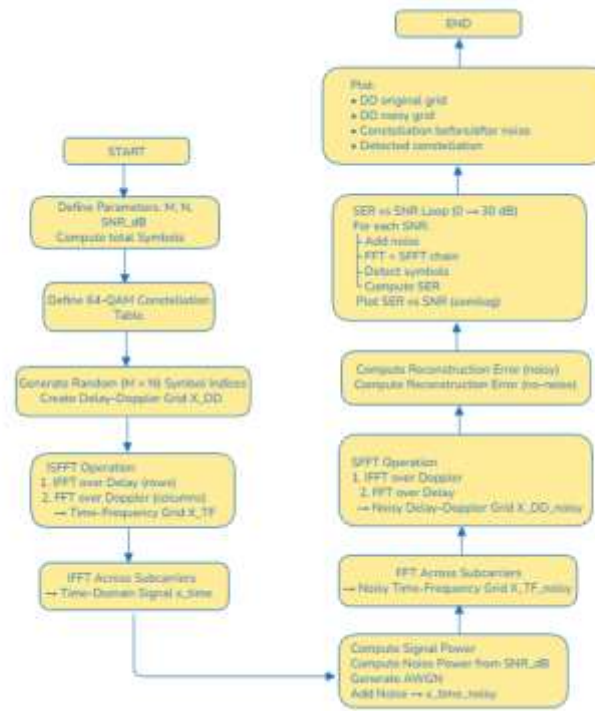 START
Define Parameters: M, N,
SNR_dB
Compute total Symbols
Define 64-QAM Constellation
Table.
Generate Random (M × N) Symbol Indices
Create Delay-Doppler Grid X_DD
ISFFT Operation
1. IFFT over Delay (rows)
2. FFT over Doppler (columns)
→ Time-Frequency Grid X_TF
IFFT Across Subcarriers
→ Time-Domain Signal x_time
Compute Signal Power
Compute Noise Power from SNR_dB
Generate AWGN
Add Noise → x_time_noisy
FFT Across Subcarriers
→ Noisy Time-Frequency Grid X_TF_noisy
SFFT Operation
1. IFFT over Doppler
2. FFT over Delay
→ Noisy Delay-Doppler Grid X_DD_noisy
Compute Reconstruction Error (noisy)
Compute Reconstruction Error (no-noise)
SER vs SNR Loop (0 → 30 dB)
For each SNR:
├ Add noise
├ FFT + SFFT chain
├ Detect symbols
└ Compute SER
Plot SER vs SNR (semilog)
Plot:
• DD original grid
• DD noisy grid
• Constellation before/after noise
• Detected constellation
END